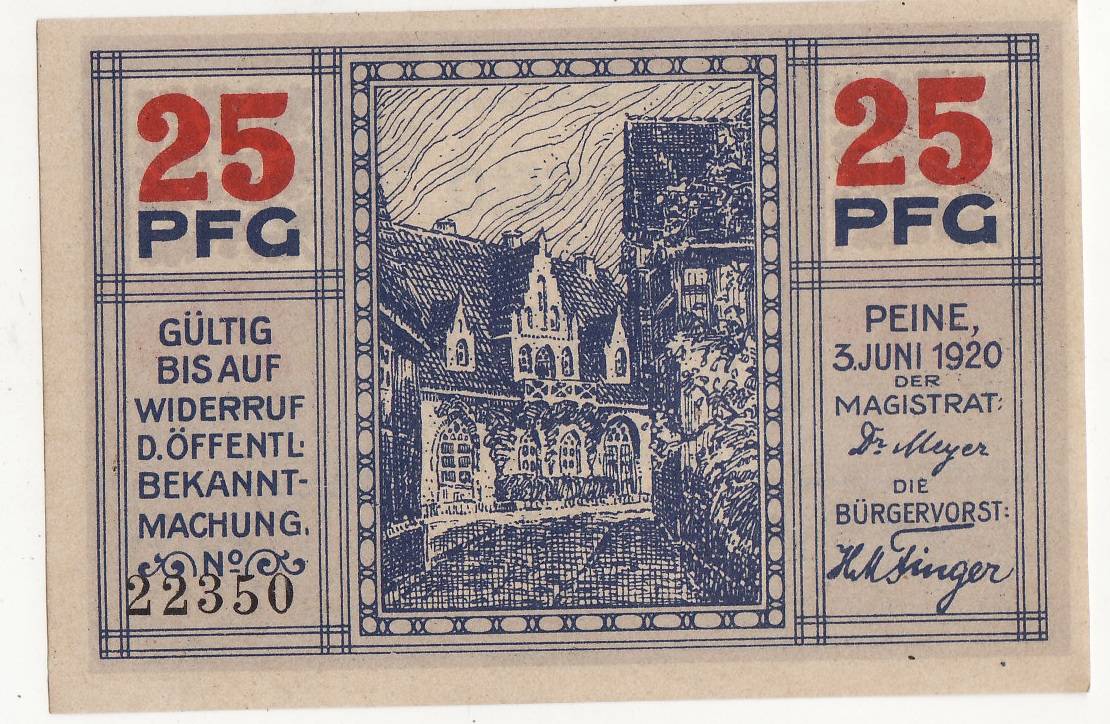 25
PFG
GÜLTIG
BIS AUF
WIDERRUF
D. ÖFFENTL:
BEKANNT-
MACHUNG.
No
22350
25
PFG
PEINE,
3. JUNI 1920
DER
MAGISTRAT:
Dr. Meyer
DIE
BÜRGERVORST: